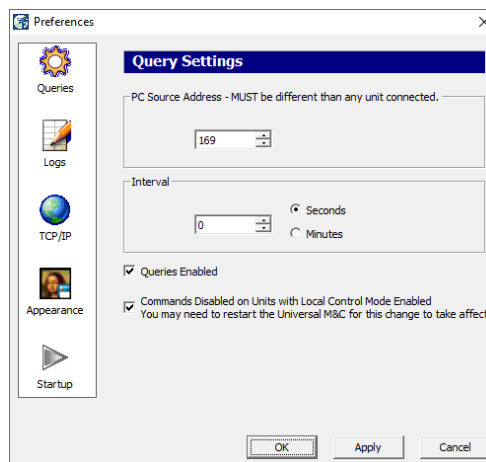 Preferences
Queries
Logs
TCP/IP
Appearance
Startup
Query Settings
PC Source Address - MUST be different than any unit connected.
169
Interval
0
Seconds
Minutes
Queries Enabled
Commands Disabled on Units with Local Control Mode Enabled
You may need to restart the Universal M&C for this change to take affect
OK
Apply
Cancel